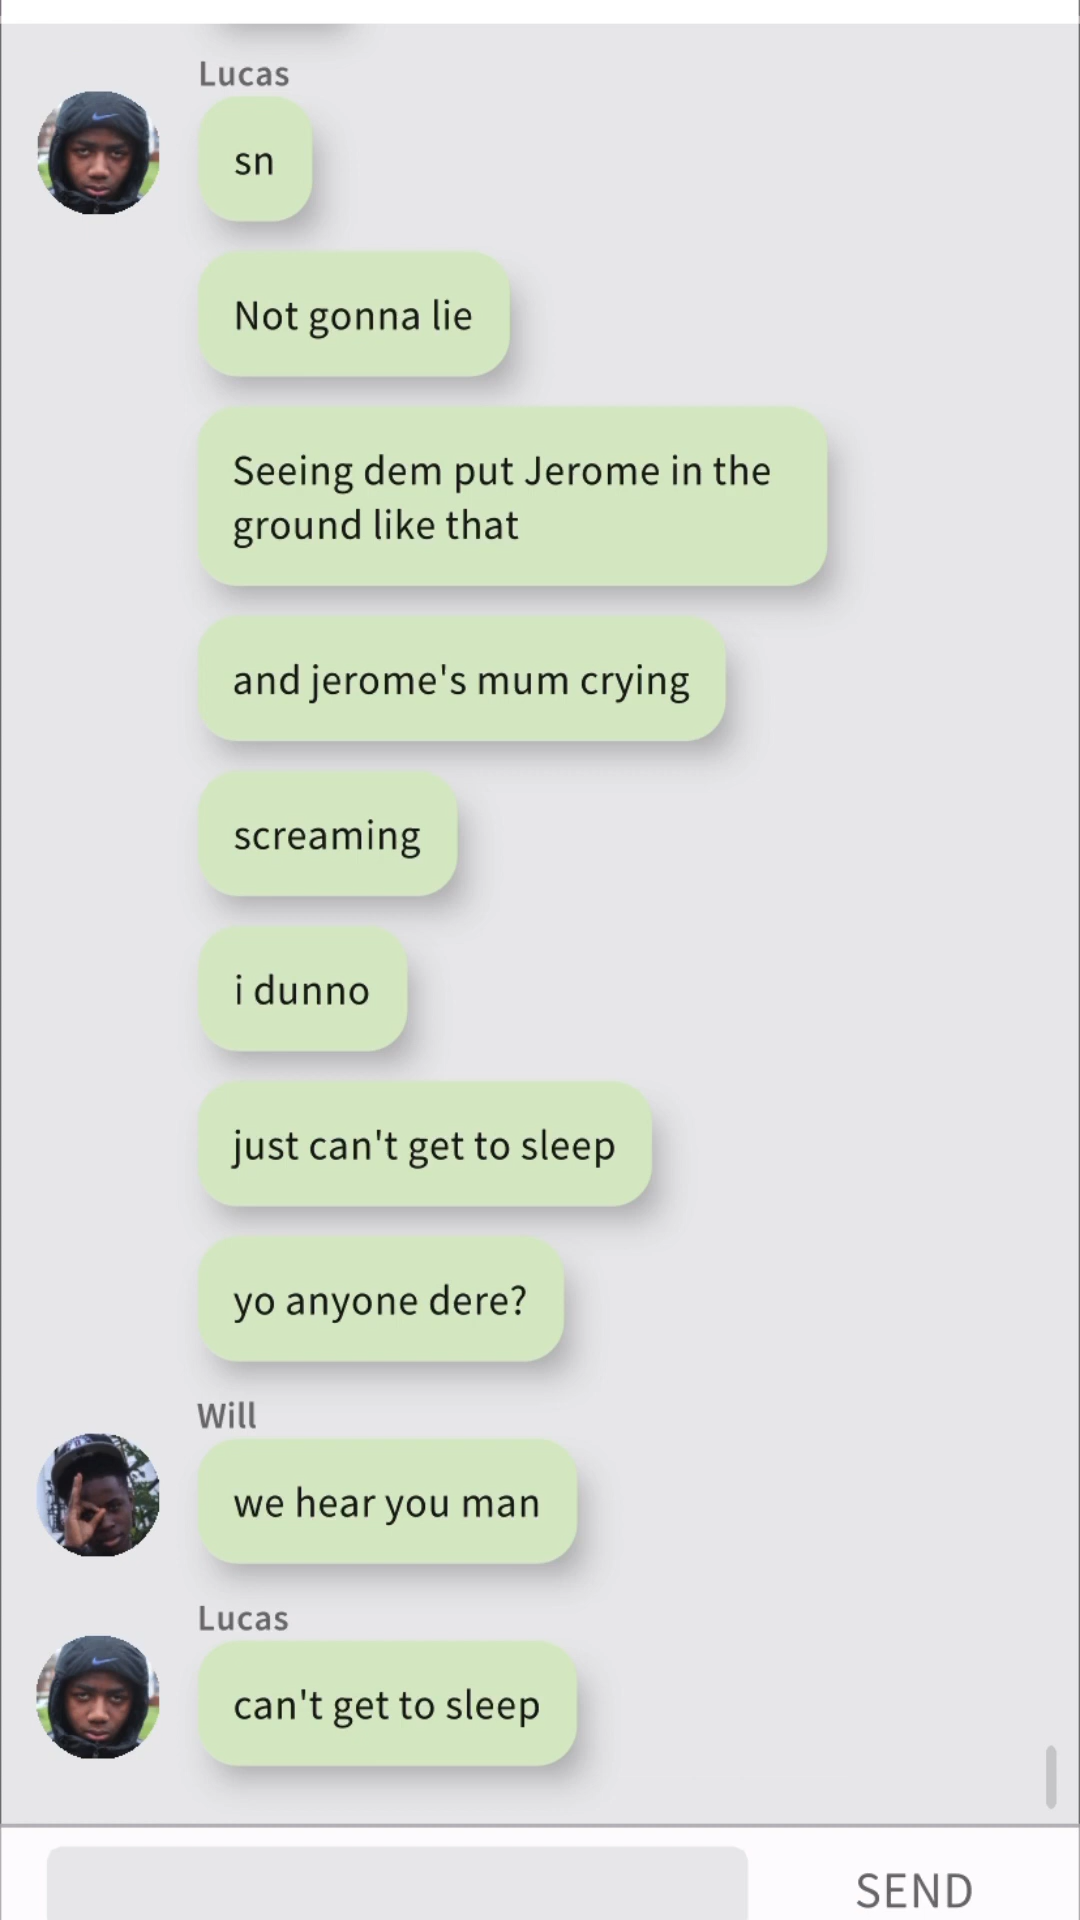 Lucas
sn
Not gonna lie
Seeing dem put Jerome in the
ground like that
and jerome's mum crying
screaming
i dunno
just can't get to sleep
yo anyone dere?
Will
we hear you man
Lucas
can't get to sleep
SEND